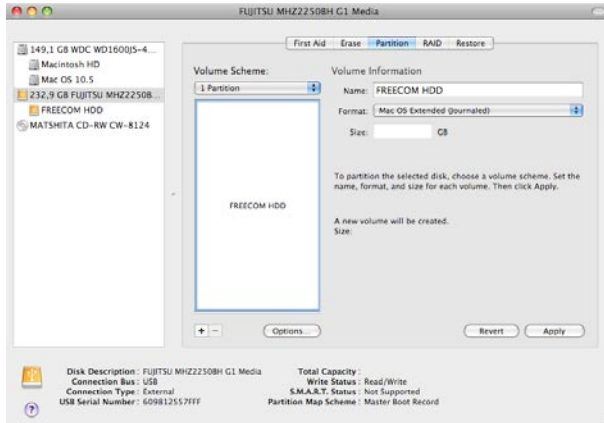 FUJITSU MHZ2250BH G1 Media
149,1 GB WDC WD1600JS-4...
Macintosh HD
Mac OS 10.5
232,9 GB FUJITSU MHZ2250B...
FREECOM HDD
MATSHITA CD-RW CW-8124
First Aid Erase Partition RAID Restore
Volume Scheme:
1 Partition
FREECOM HDD
+ − Options...
Volume Information
Name: FREECOM HDD
Format: Mac OS Extended (Journaled)
Size: GB
To partition the selected disk, choose a volume scheme. Set the
name, format, and size for each volume. Then click Apply.
A new volume will be created.
Size:
Revert Apply
Disk Description : FUJITSU MHZ2250BH G1 Media
Connection Bus : USB
Connection Type : External
USB Serial Number : 609812557FFF
Total Capacity :
Write Status : Read/Write
S.M.A.R.T. Status : Not Supported
Partition Map Scheme : Master Boot Record
?